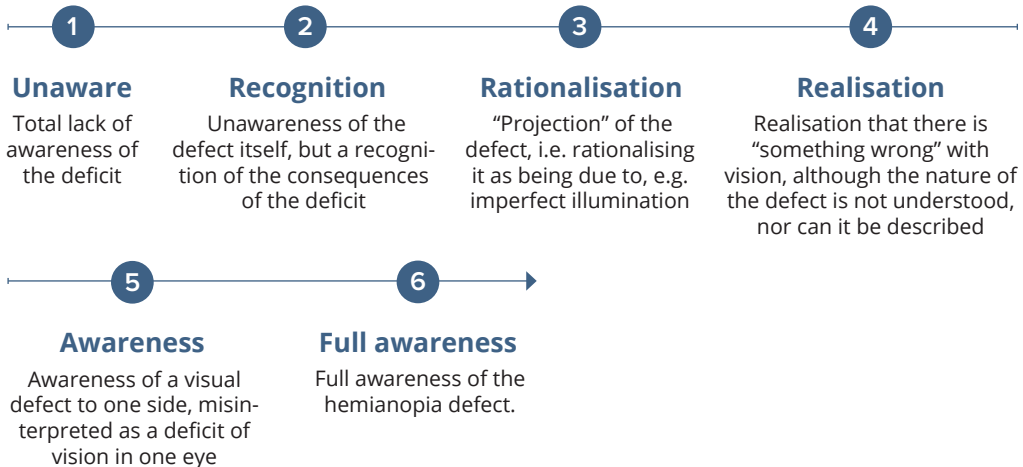 1
2
3
4
Unaware
Total lack of
awareness of
the deficit
Recognition
Unawareness of the
defect itself, but a recogni-
tion of the consequences
of the deficit
Rationalisation
“Projection” of the
defect, i.e. rationalising
it as being due to, e.g.
imperfect illumination
Realisation
Realisation that there is
“something wrong” with
vision, although the nature of
the defect is not understood,
nor can it be described
5
6
Awareness
Awareness of a visual
defect to one side, misin-
terpreted as a deficit of
vision in one eye
Full awareness
Full awareness of the
hemianopia defect.